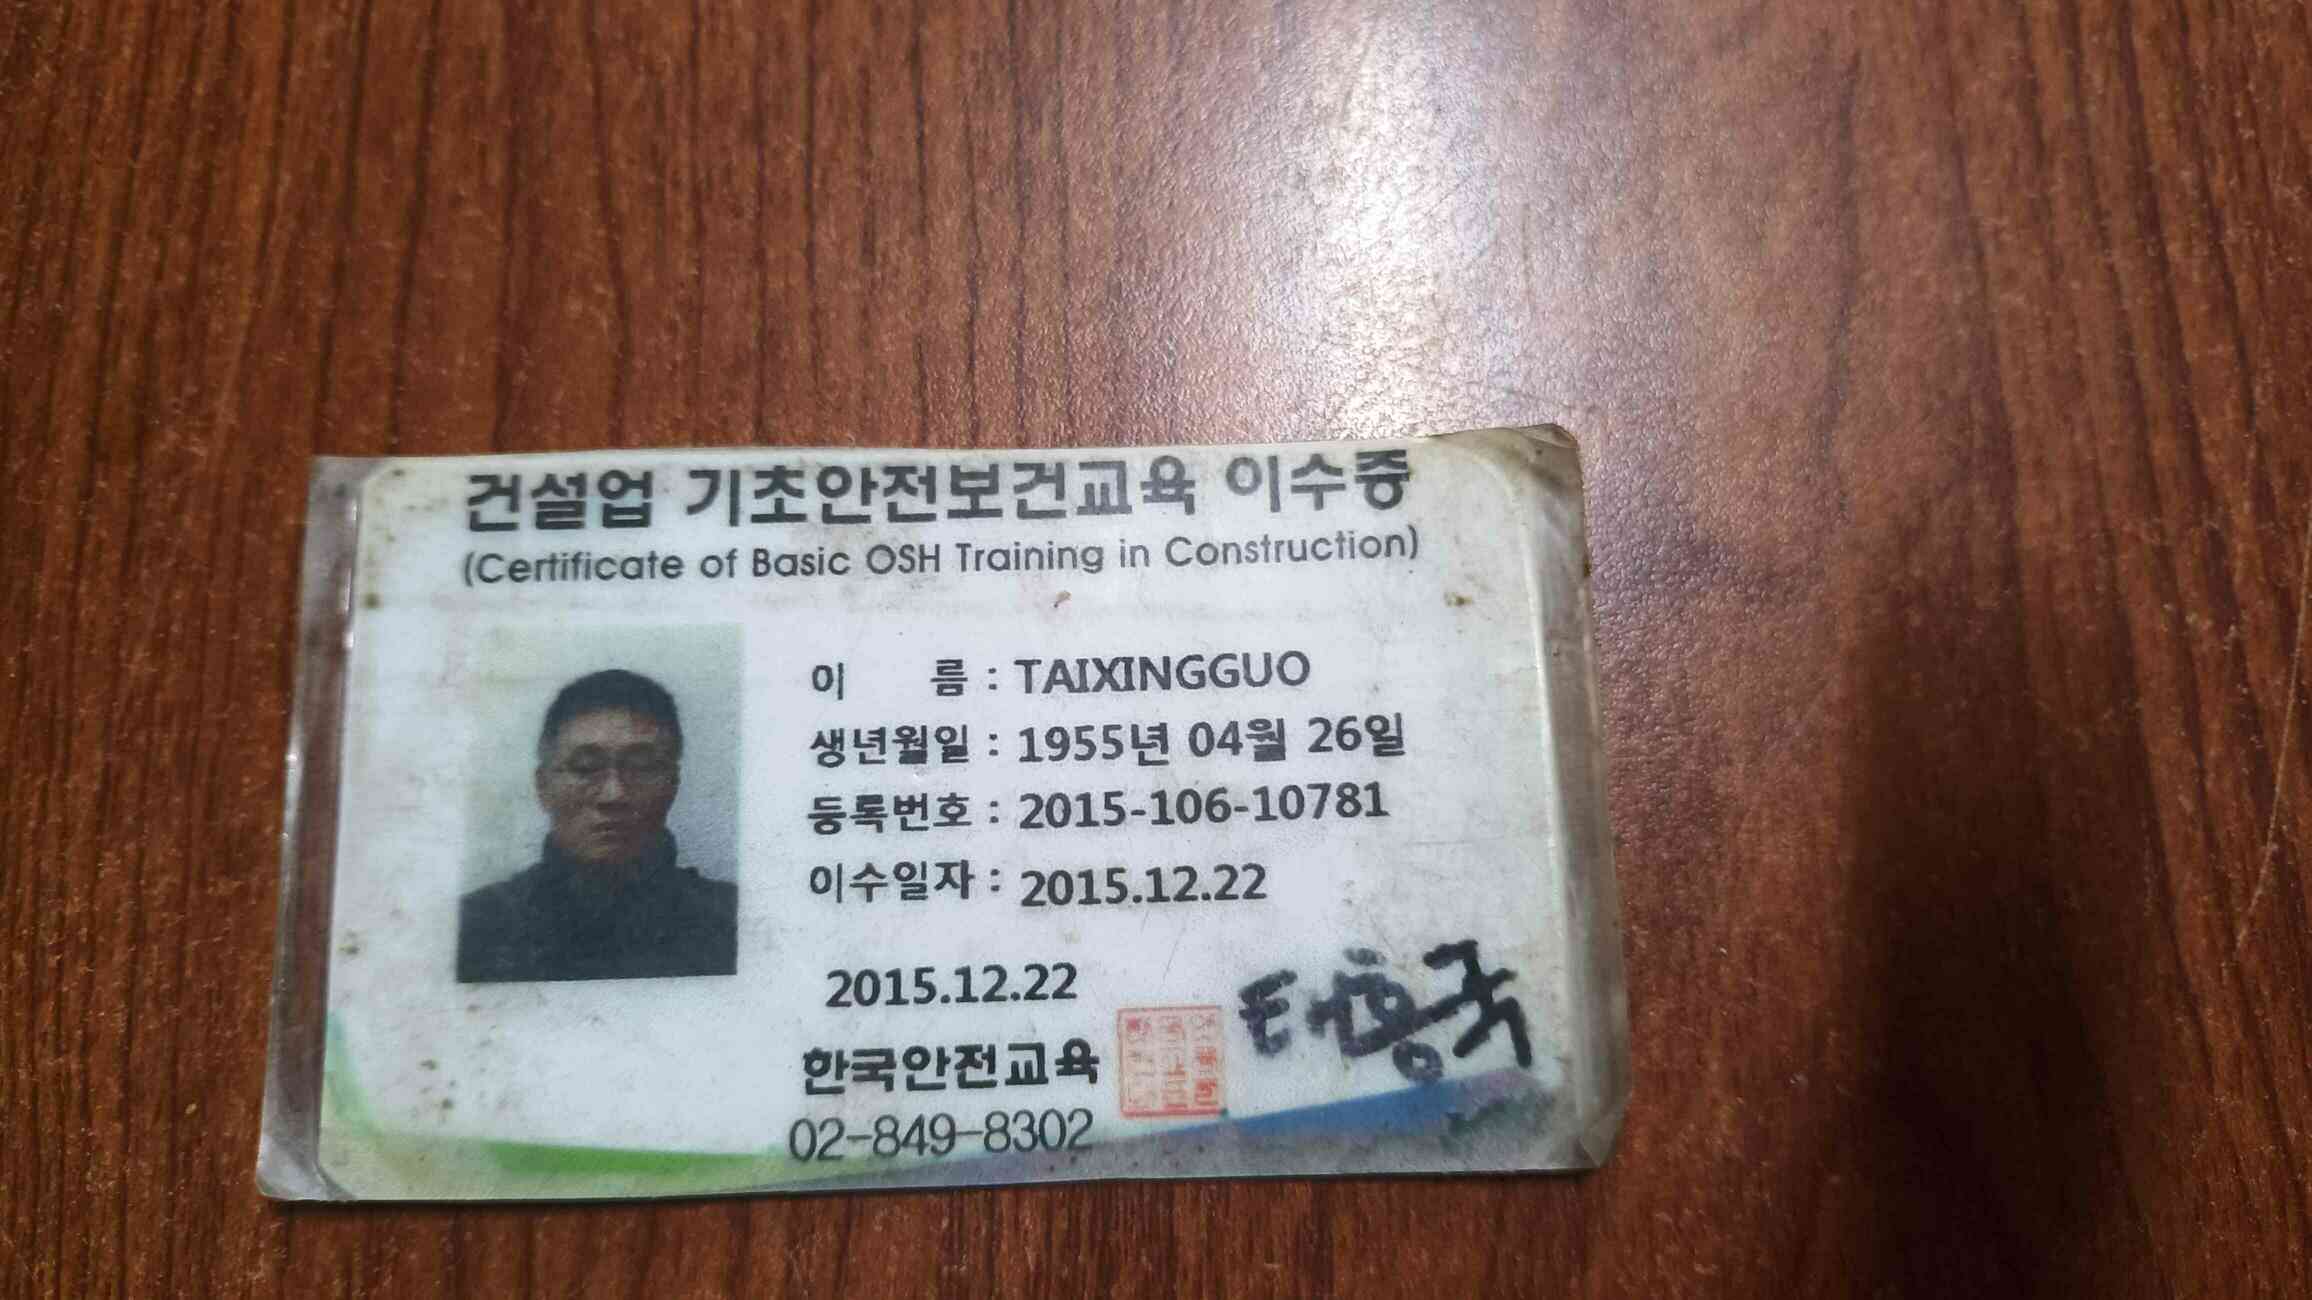 건설업 기초안전보건교육 이수증
(Certificate of Basic OSH Training in Construction)
이 름 : TAIXINGGUO
생년월일 : 1955년 04월 26일
등록번호 : 2015-106-10781
이수일자 : 2015.12.22
2015.12.22
한국안전교육
02-849-8302